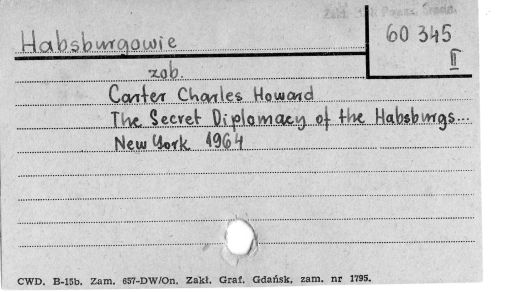 Habsburgowie
60 345
II
zob.
Carter Charles Howard
The Secret Diplomacy of the Habsburgs...
New York 1964
CWD. B-15b. Zam. 657-DW/On. Zakł. Graf. Gdańsk, zam. nr 1795.